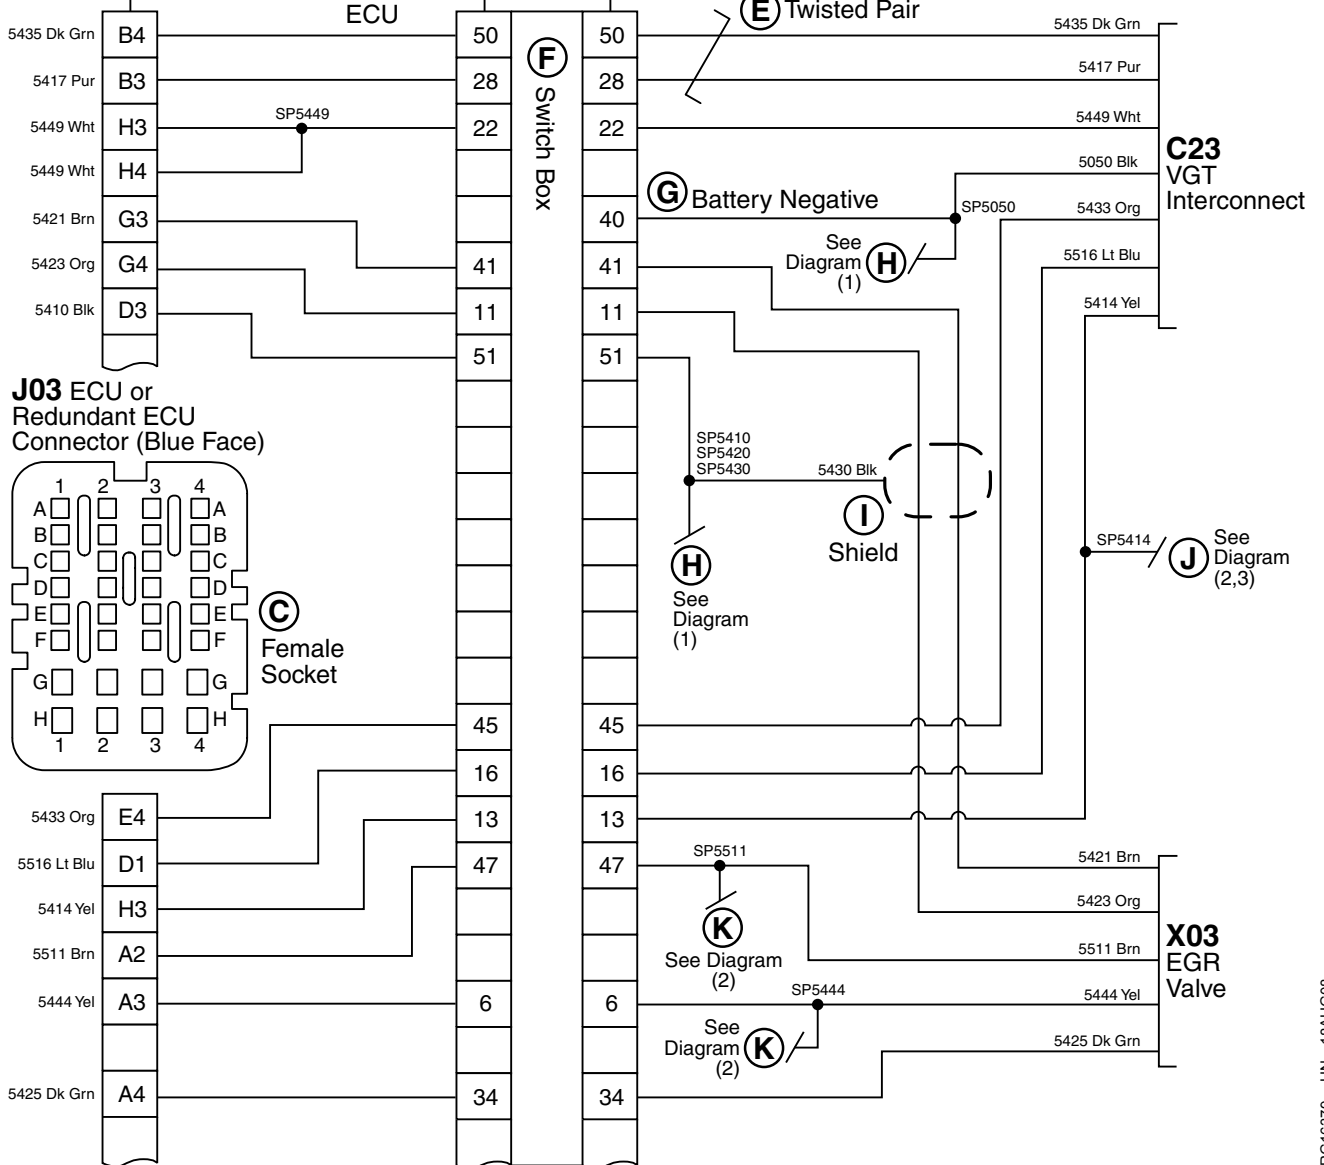 ECU
E Twisted Pair
5435 Dk Grn B4 50 50 5435 Dk Grn
F
Switch Box
5417 Pur B3 28 28 5417 Pur
SP5449
5449 Wht H3 22 22 5449 Wht
5449 Wht H4 5050 Blk
C23
VGT
Interconnect
G Battery Negative
SP5050
5421 Brn G3 40 5433 Org
See
Diagram H
(1)
5423 Org G4 41 41 5516 Lt Blu
5410 Blk D3 11 11 5414 Yel
51 51
J03 ECU or
Redundant ECU
Connector (Blue Face)
SP5410
SP5420
SP5430
5430 Blk
I
Shield
H
See
Diagram
(1)
SP5414
J
See
Diagram
(2,3)
1 2 3 4
A A
B B
C C
D D
E E
F F
G G
H H
1 2 3 4
C
Female
Socket
45 45
16 16
5433 Org E4 13 13
5516 Lt Blu D1 47 47 SP5511 5421 Brn
5414 Yel H3 5423 Org
K
See Diagram
(2)
5511 Brn A2 5511 Brn
X03
EGR
Valve
SP5444
5444 Yel A3 6 6 5444 Yel
See
Diagram K
(2)
5425 Dk Grn
5425 Dk Grn A4 34 34